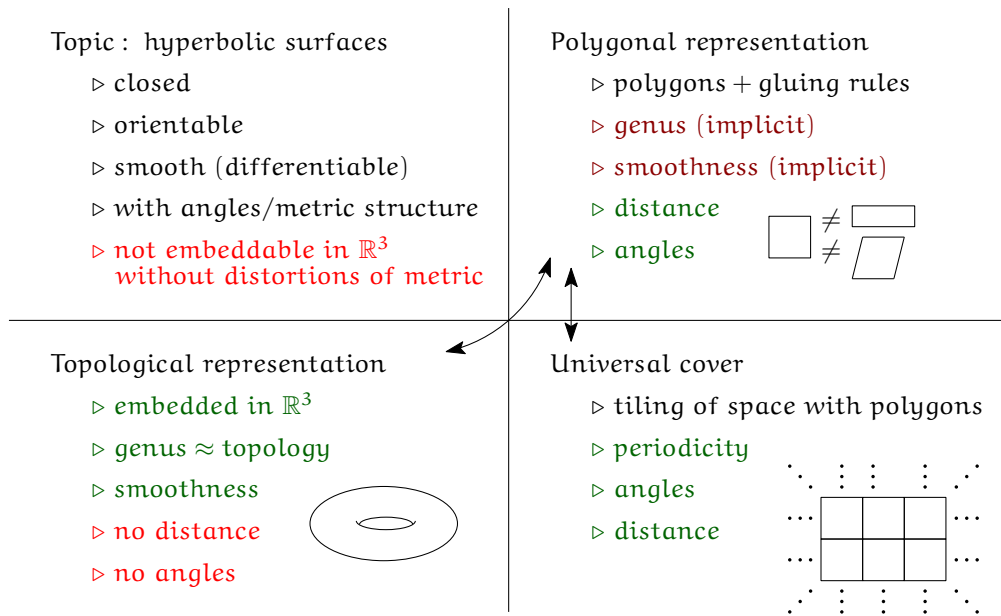 Topic : hyperbolic surfaces
▹ closed
▹ orientable
▹ smooth (differentiable)
▹ with angles/metric structure
▹ not embeddable in ℝ³
without distortions of metric
Polygonal representation
▹ polygons + gluing rules
▹ genus (implicit)
▹ smoothness (implicit)
▹ distance
▹ angles
≠
≠
Topological representation
▹ embedded in ℝ³
▹ genus ≈ topology
▹ smoothness
▹ no distance
▹ no angles
Universal cover
▹ tiling of space with polygons
▹ periodicity
▹ angles
▹ distance